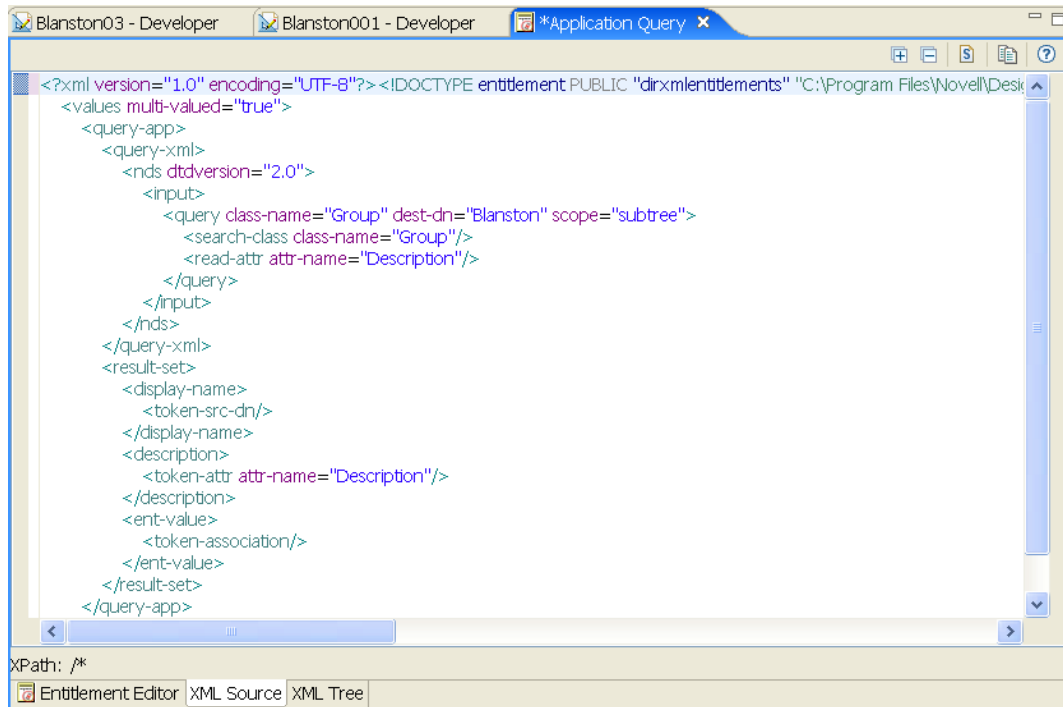 Blanston03 - Developer Blanston001 - Developer *Application Query
<?xml version="1.0" encoding="UTF-8"?><!DOCTYPE entitlement PUBLIC "dirxmlentitlements" "C:\Program Files\Novell\Desi
<values multi-valued="true">
<query-app>
<query-xml>
<nds dtdversion="2.0">
<input>
<query class-name="Group" dest-dn="Blanston" scope="subtree">
<search-class class-name="Group"/>
<read-attr attr-name="Description"/>
</query>
</input>
</nds>
</query-xml>
<result-set>
<display-name>
<token-src-dn/>
</display-name>
<description>
<token-attr attr-name="Description"/>
</description>
<ent-value>
<token-association/>
</ent-value>
</result-set>
</query-app>
XPath: /*
Entitlement Editor XML Source XML Tree